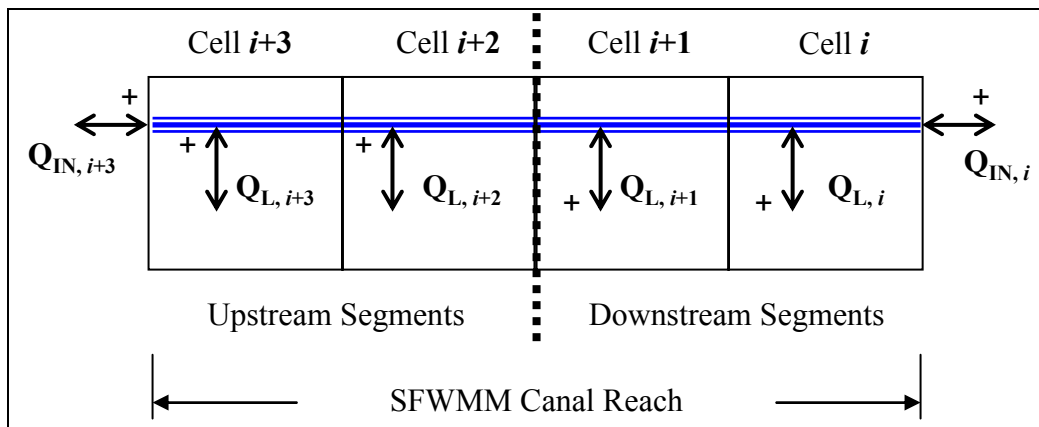 Cell i+3 Cell i+2 Cell i+1 Cell i
+ +
Q_IN, i+3 + Q_L, i+3 + Q_L, i+2 + Q_L, i+1 + Q_L, i Q_IN, i
Upstream Segments Downstream Segments
SFWMM Canal Reach